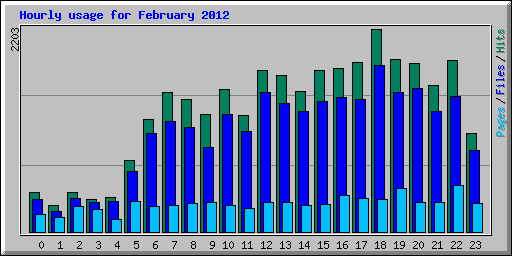 Hourly usage for February 2012
2203
Pages/Files/Hits
0 1 2 3 4 5 6 7 8 9 10 11 12 13 14 15 16 17 18 19 20 21 22 23